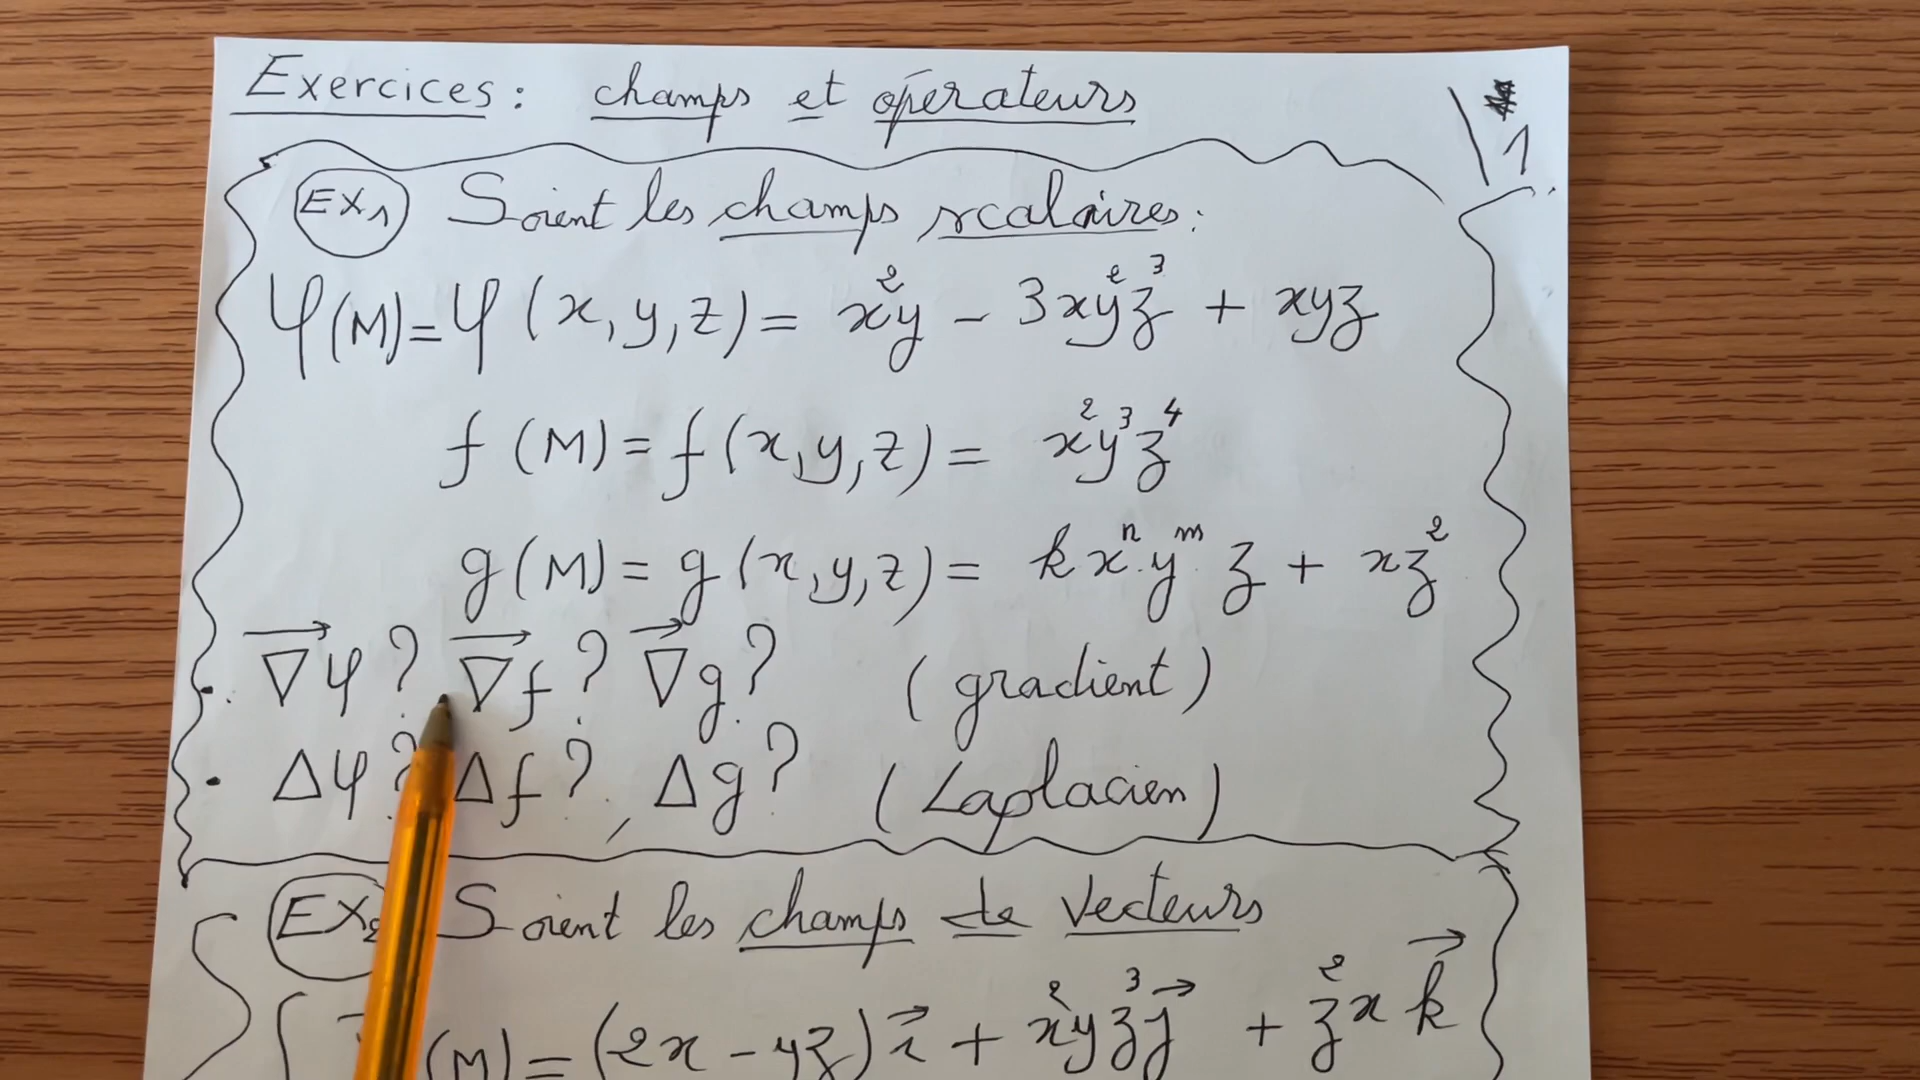 Exercices : champs et opérateurs
1
EX1 Soient les champs scalaires :
φ(M) = φ(x, y, z) = x²y - 3xy²z³ + xyz
f(M) = f(x, y, z) = x²y³z⁴
g(M) = g(x, y, z) = k xⁿ. yᵐ z + xz²
. ∇⃗φ ? ∇⃗f ? ∇⃗g ? (gradient)
. Δφ ? Δf ? , Δg ? (Laplacien)
EX2 Soient les champs de Vecteurs
(M) = (2x - yz) i⃗ + x²yz³ j⃗ + z²x k⃗